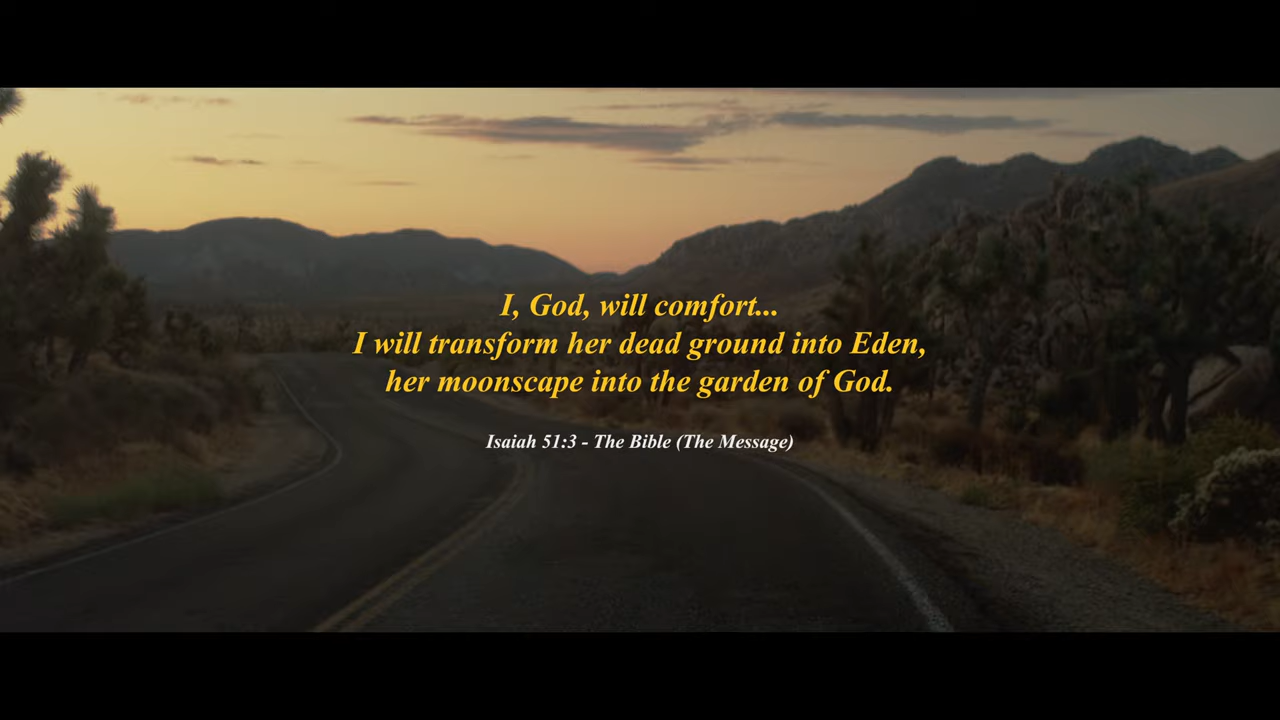 I, God, will comfort...
I will transform her dead ground into Eden,
her moonscape into the garden of God.
Isaiah 51:3 - The Bible (The Message)